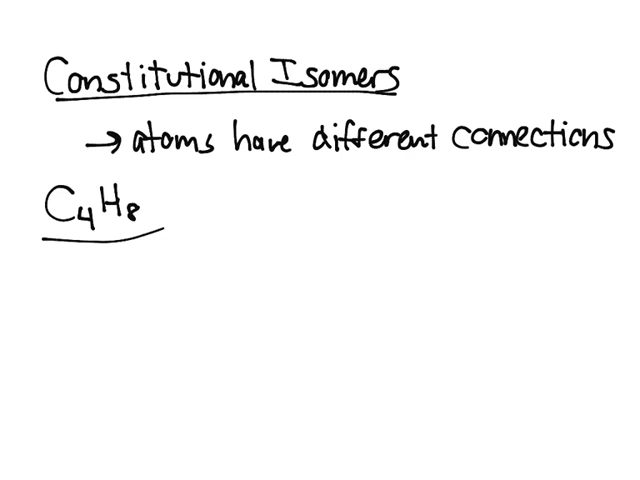 Constitutional Isomers
→ atoms have different connections
C₄H₈